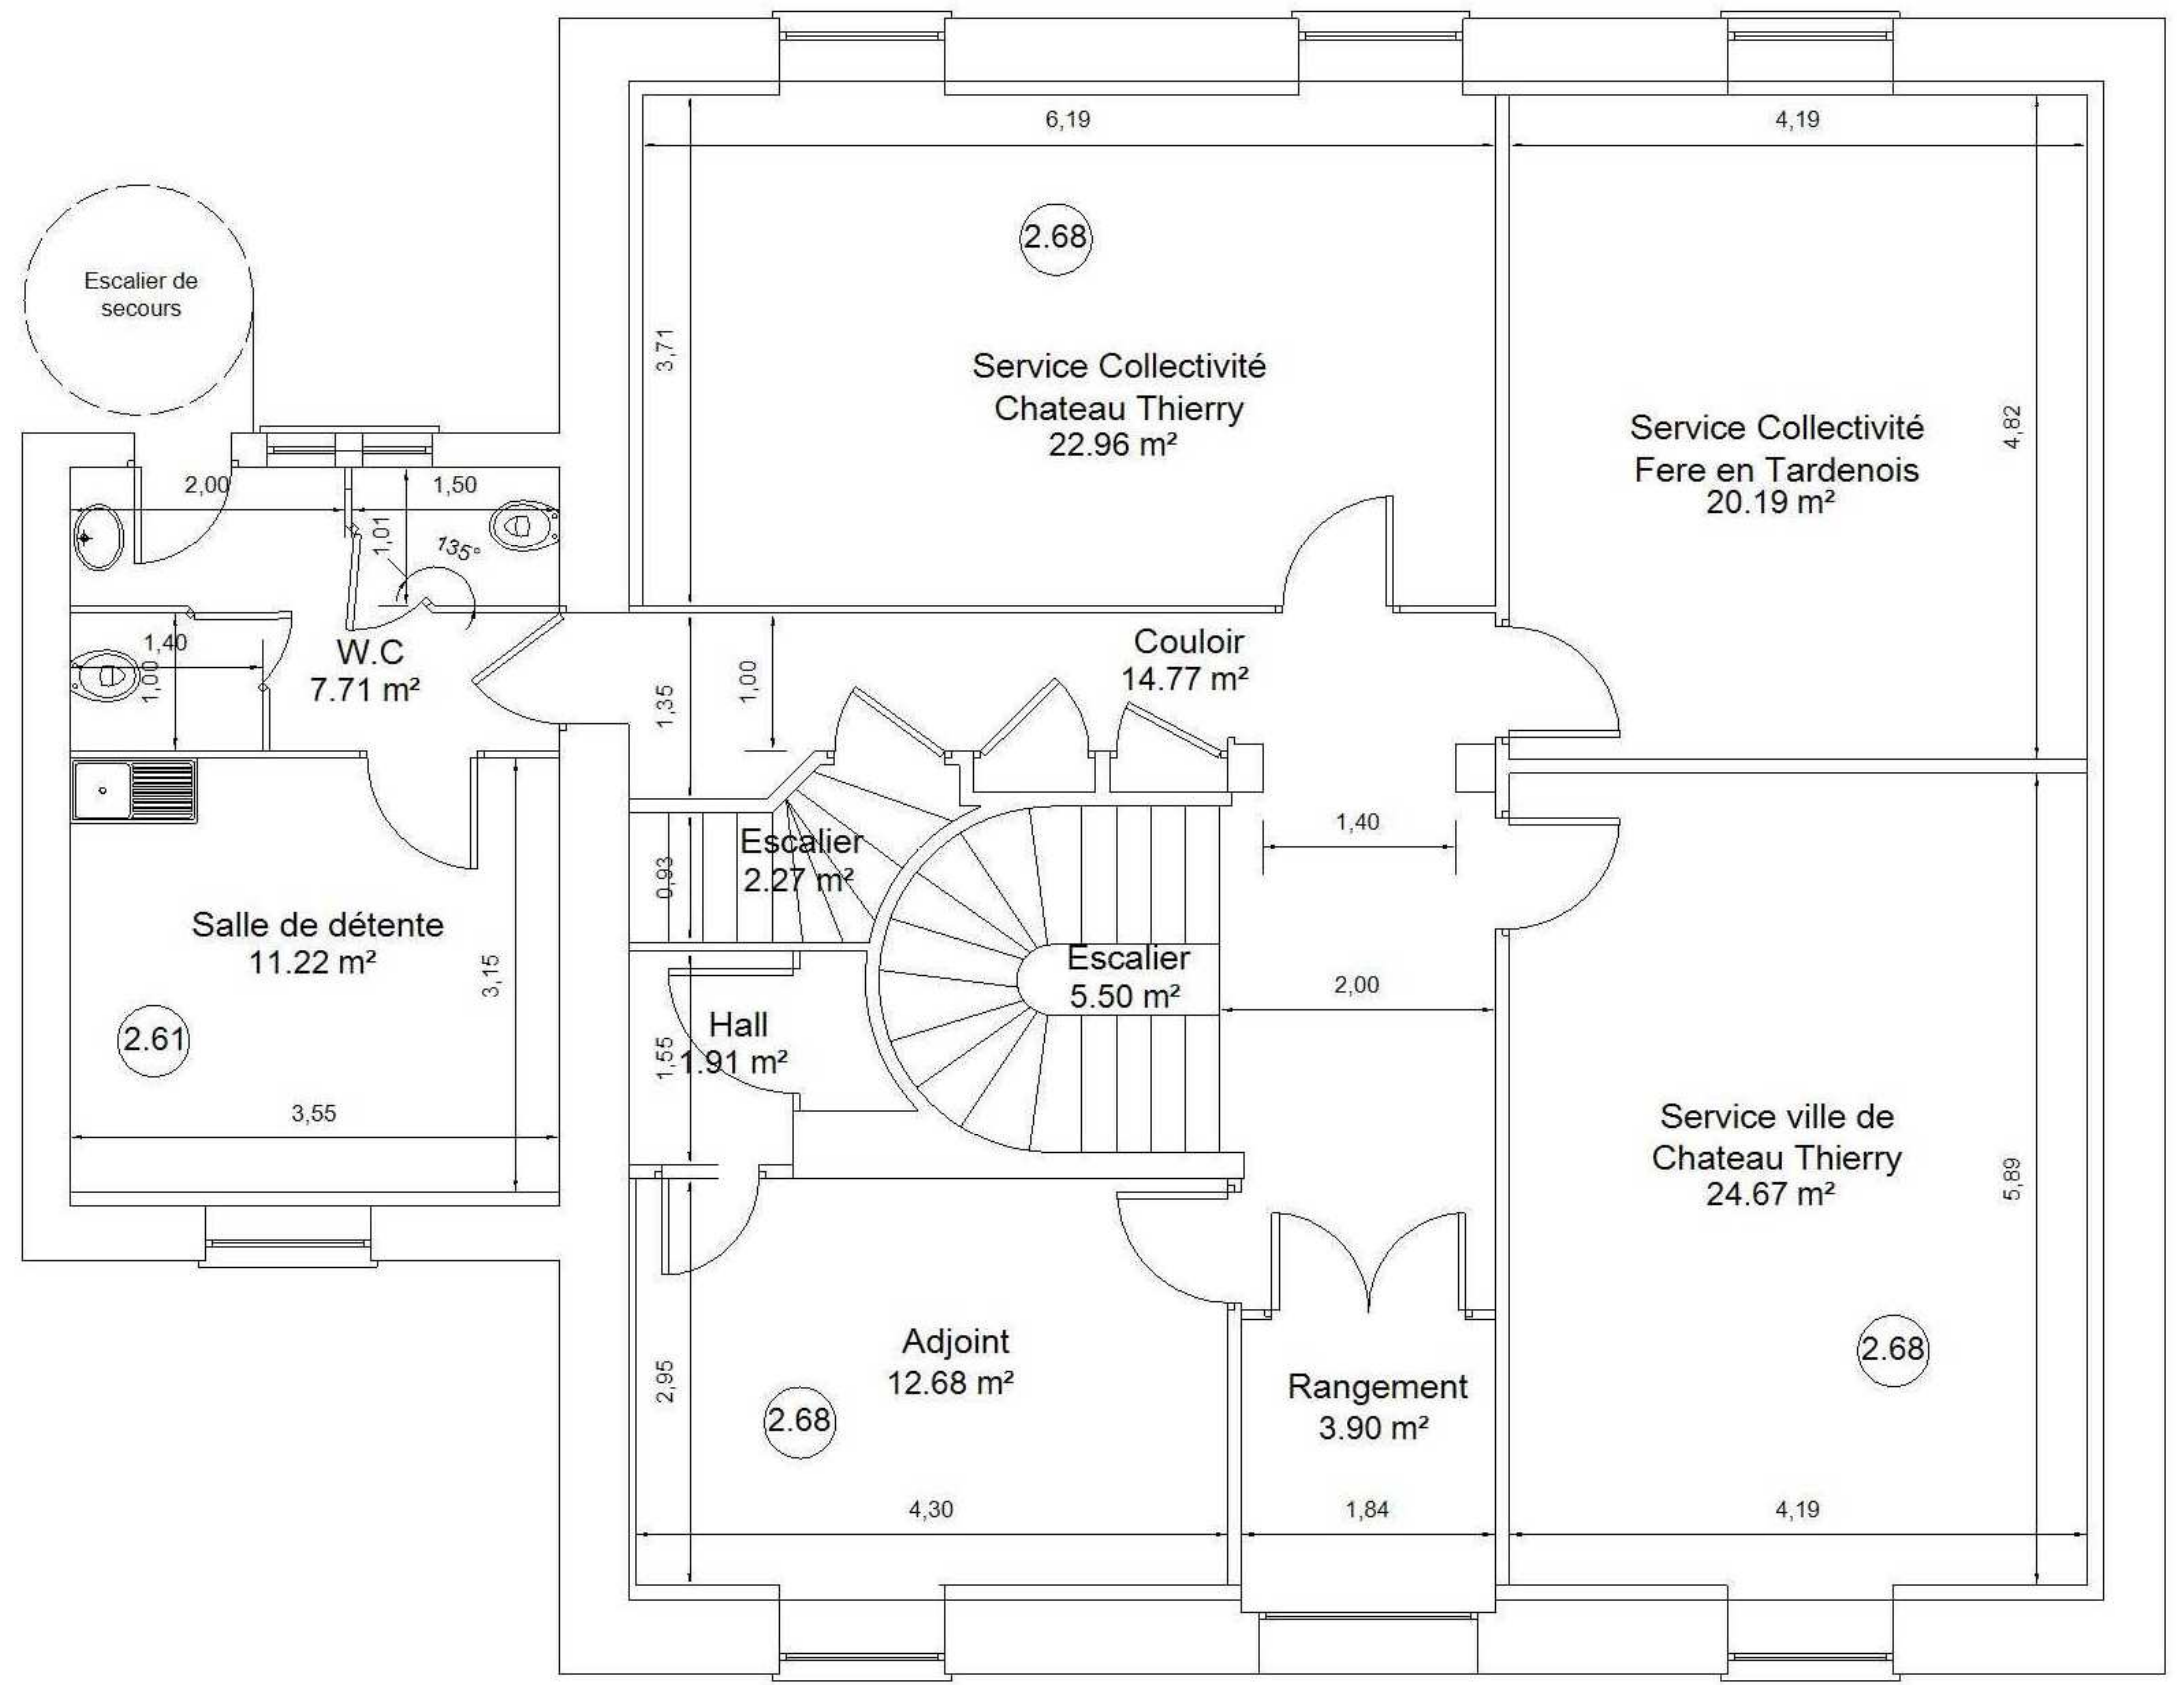 6,19
4,19
2.68
Escalier de
secours
3,71
Service Collectivité
Chateau Thierry
22.96 m²
4,82
Service Collectivité
Fere en Tardenois
20.19 m²
2,00
1,50
1,01
135°
1,40
1,00
W.C
7.71 m²
1,35
1,00
Couloir
14.77 m²
1,40
Escalier
2.27 m²
0,93
Salle de détente
11.22 m²
3,15
2.61
3,55
Escalier
5.50 m²
2,00
Hall
1.91 m²
1,55
Service ville de
Chateau Thierry
24.67 m²
5,89
2.68
Adjoint
12.68 m²
2,95
2.68
Rangement
3.90 m²
4,30
1,84
4,19